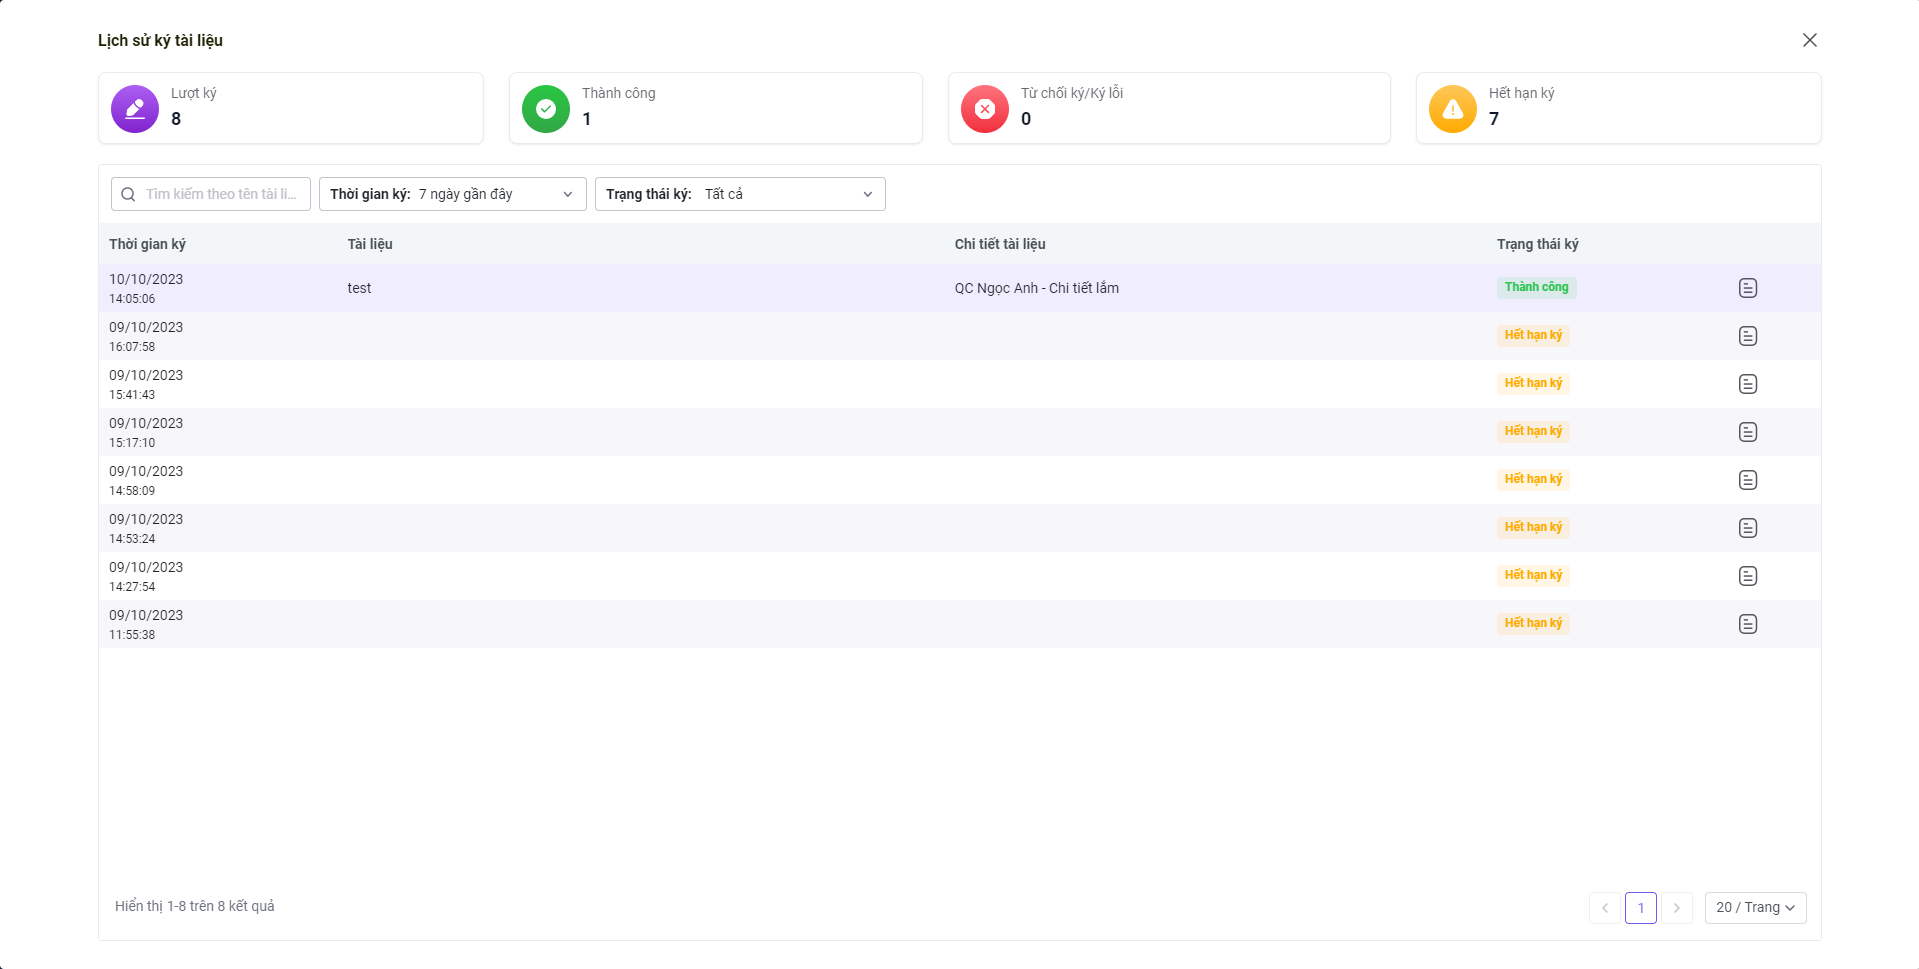 Lịch sử ký tài liệu
Lượt ký
8
Thành công
1
Từ chối ký/Ký lỗi
0
Hết hạn ký
7
Tìm kiếm theo tên tài li...
Thời gian ký: 7 ngày gần đây
Trạng thái ký: Tất cả
Thời gian ký Tài liệu Chi tiết tài liệu Trạng thái ký
10/10/2023
14:05:06
test
QC Ngọc Anh - Chi tiết lắm
Thành công
09/10/2023
16:07:58
Hết hạn ký
09/10/2023
15:41:43
Hết hạn ký
09/10/2023
15:17:10
Hết hạn ký
09/10/2023
14:58:09
Hết hạn ký
09/10/2023
14:53:24
Hết hạn ký
09/10/2023
14:27:54
Hết hạn ký
09/10/2023
11:55:38
Hết hạn ký
Hiển thị 1-8 trên 8 kết quả
1
20 / Trang